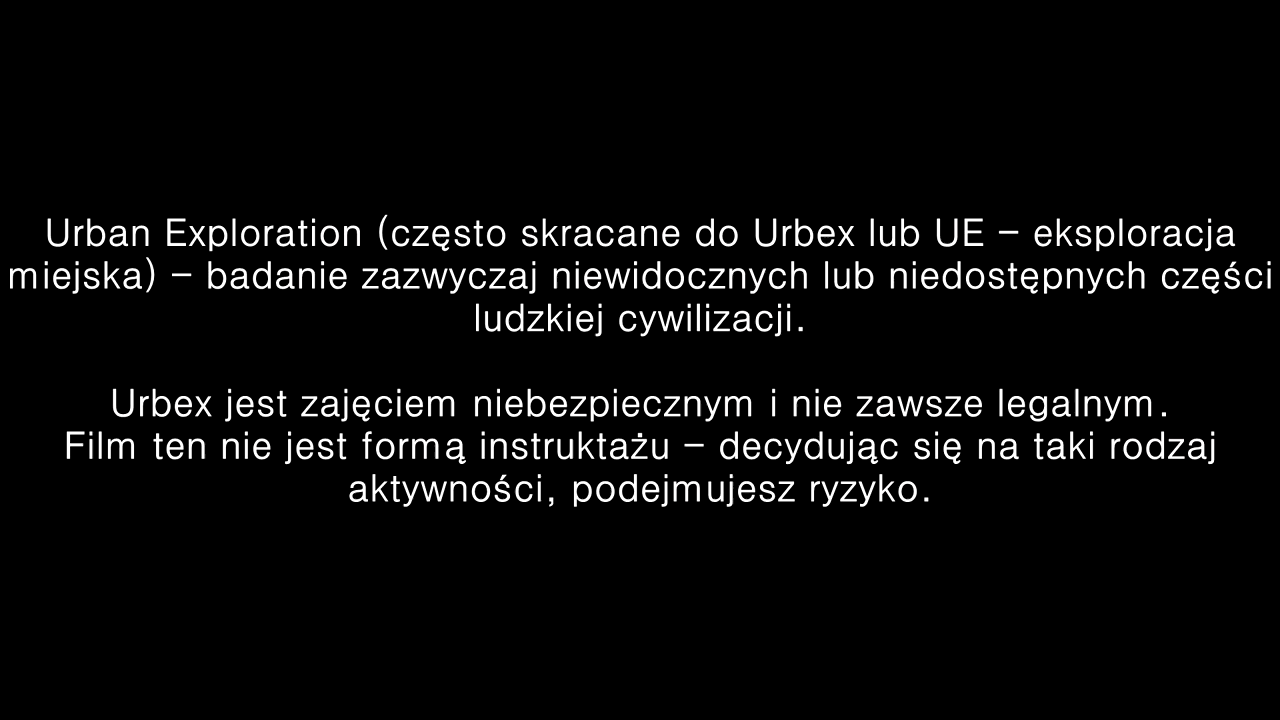 Urban Exploration (często skracane do Urbex lub UE – eksploracja
miejska) – badanie zazwyczaj niewidocznych lub niedostępnych części
ludzkiej cywilizacji.
Urbex jest zajęciem niebezpiecznym i nie zawsze legalnym.
Film ten nie jest formą instruktażu – decydując się na taki rodzaj
aktywności, podejmujesz ryzyko.